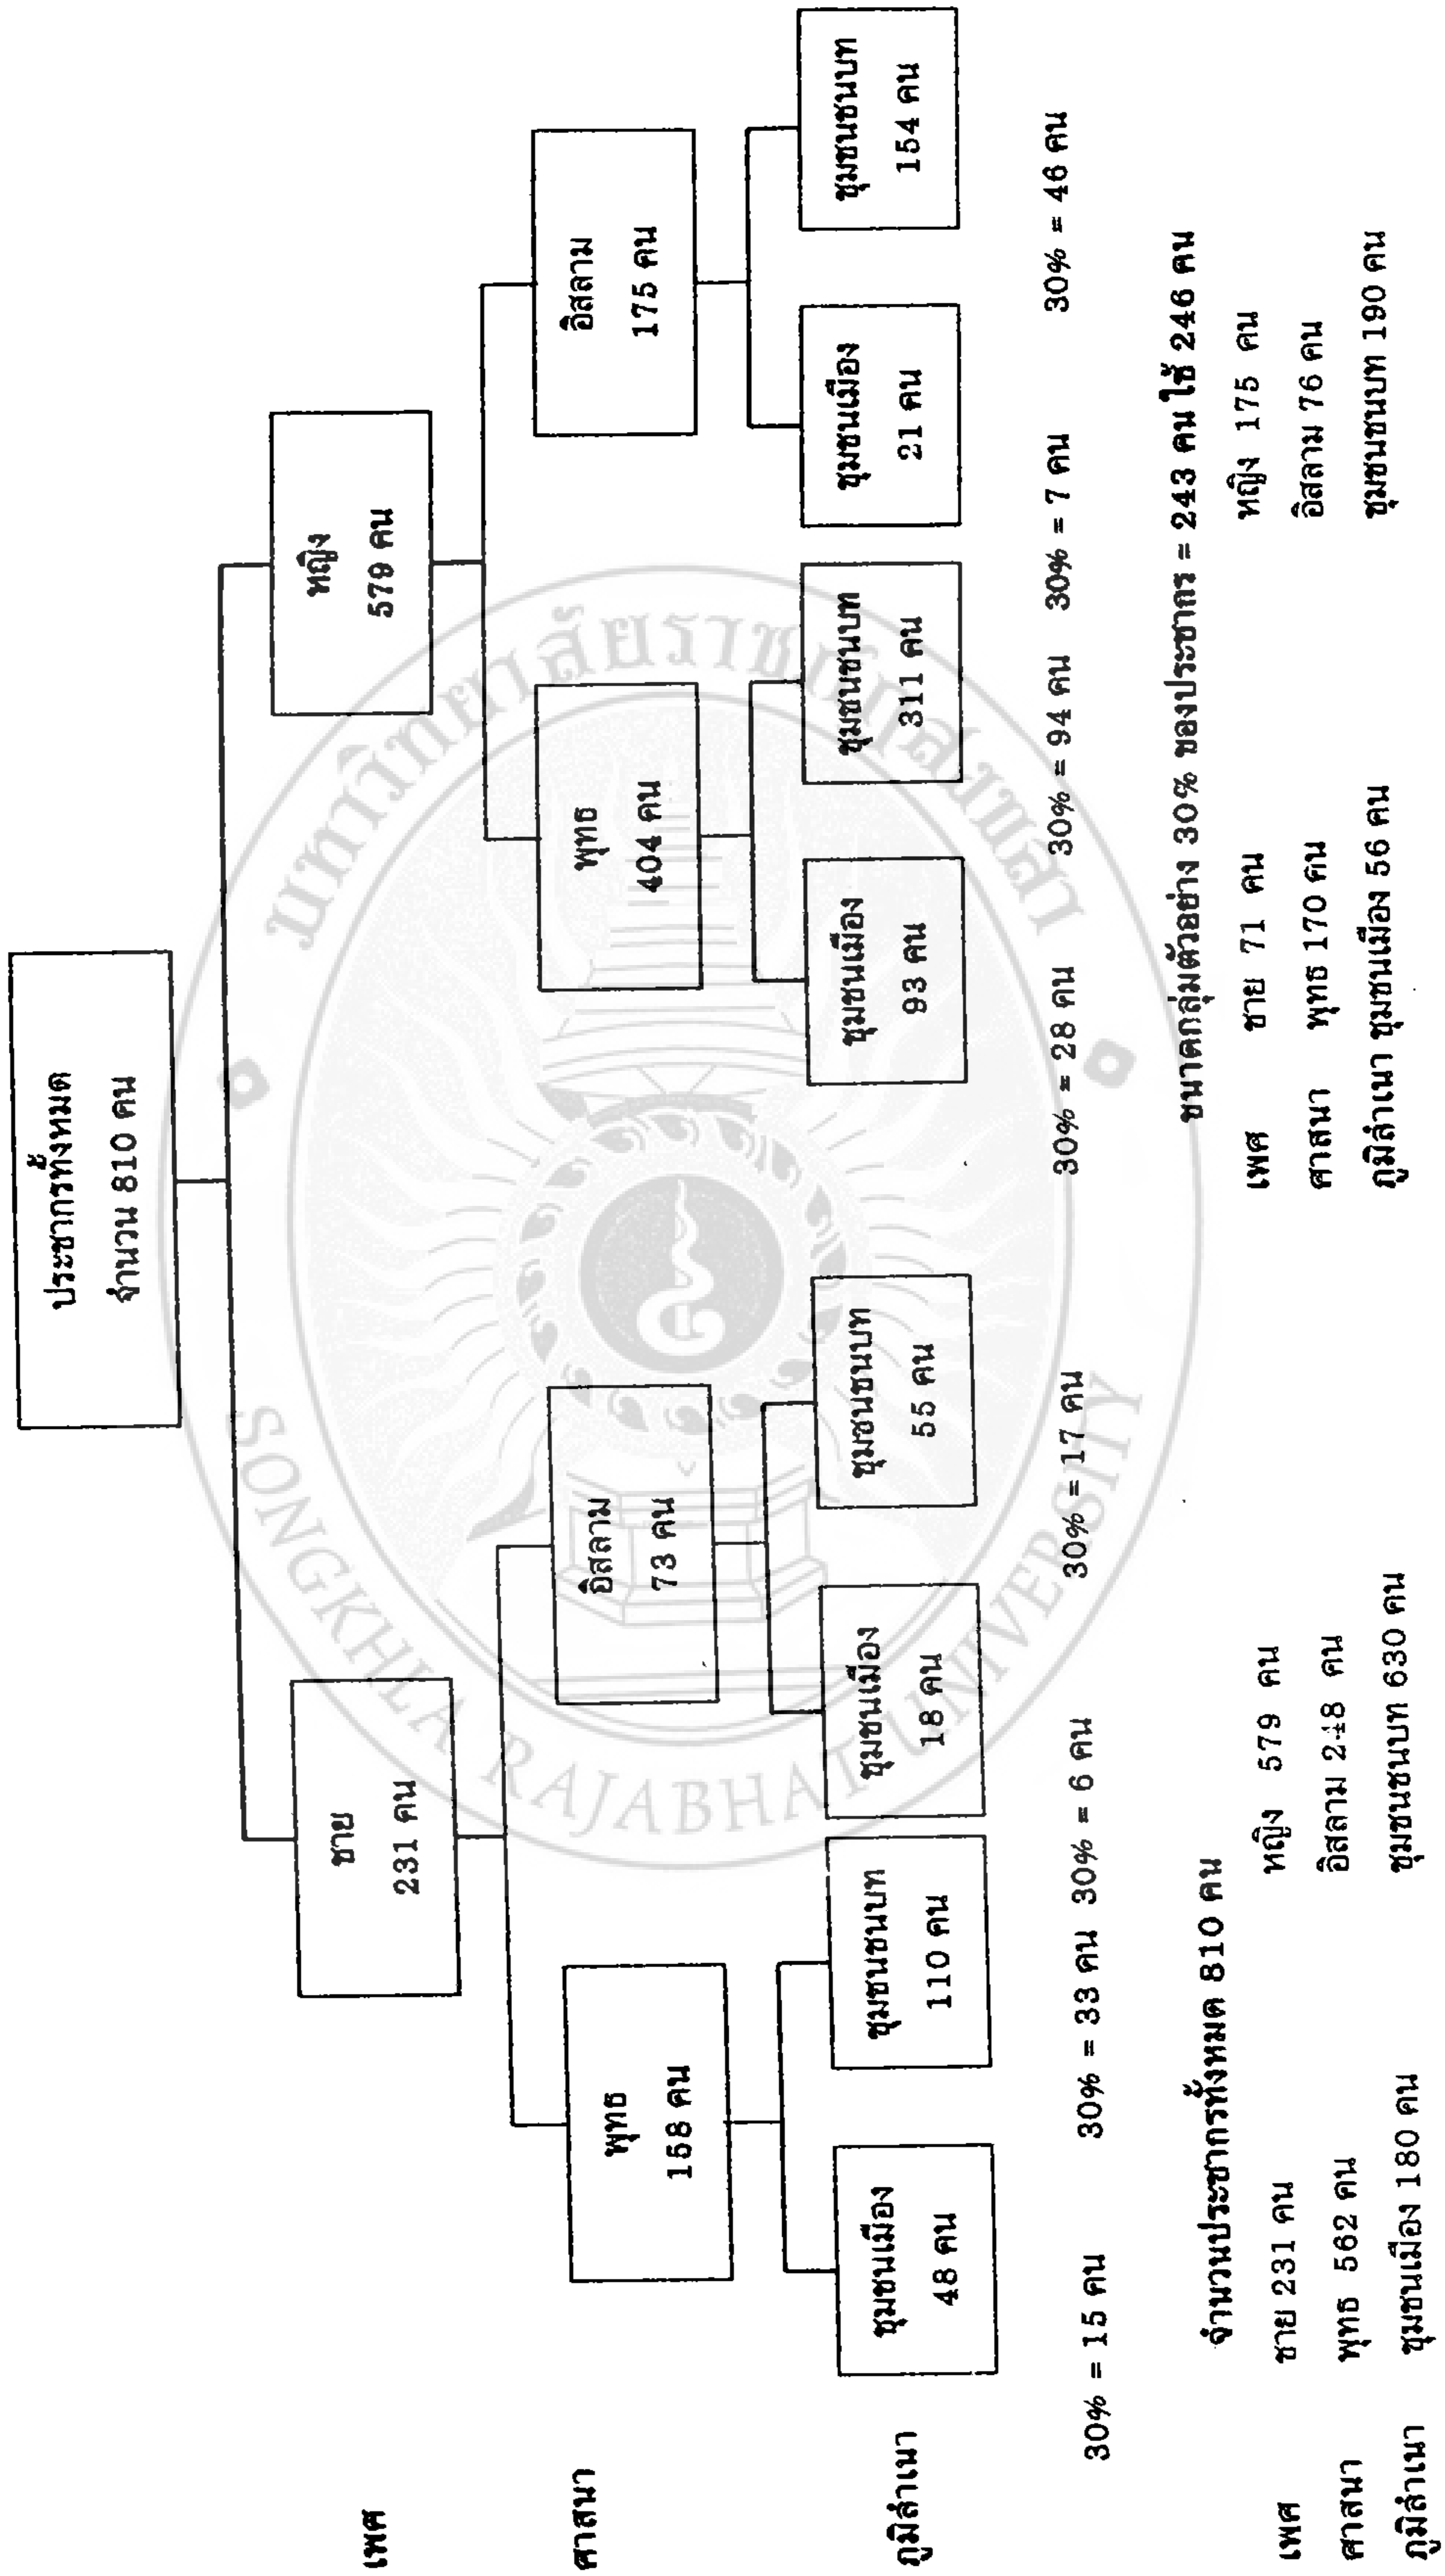 ประชากรทั้งหมด
จำนวน 810 คน
เพศ
ชาย
231 คน
หญิง
579 คน
ศาสนา
พุทธ
158 คน
อิสลาม
73 คน
พุทธ
404 คน
อิสลาม
175 คน
ภูมิลำเนา
ชุมชนเมือง
48 คน
ชุมชนชนบท
110 คน
ชุมชนเมือง
18 คน
ชุมชนชนบท
55 คน
ชุมชนเมือง
93 คน
ชุมชนชนบท
311 คน
ชุมชนเมือง
21 คน
ชุมชนชนบท
154 คน
30% = 15 คน 30% = 33 คน 30% = 6 คน 30% = 17 คน 30% = 28 คน 30% = 94 คน 30% = 7 คน 30% = 46 คน
จำนวนประชากรทั้งหมด 810 คน
เพศ ชาย 231 คน หญิง 579 คน
ศาสนา พุทธ 562 คน อิสลาม 248 คน
ภูมิลำเนา ชุมชนเมือง 180 คน ชุมชนชนบท 630 คน
ขนาดกลุ่มตัวอย่าง 30% ของประชากร = 243 คน ใช้ 246 คน
เพศ ชาย 71 คน หญิง 175 คน
ศาสนา พุทธ 170 คน อิสลาม 76 คน
ภูมิลำเนา ชุมชนเมือง 56 คน ชุมชนชนบท 190 คน
มหาวิทยาลัยราชภัฏสงขลา
SONGKHLA RAJABHAT UNIVERSITY